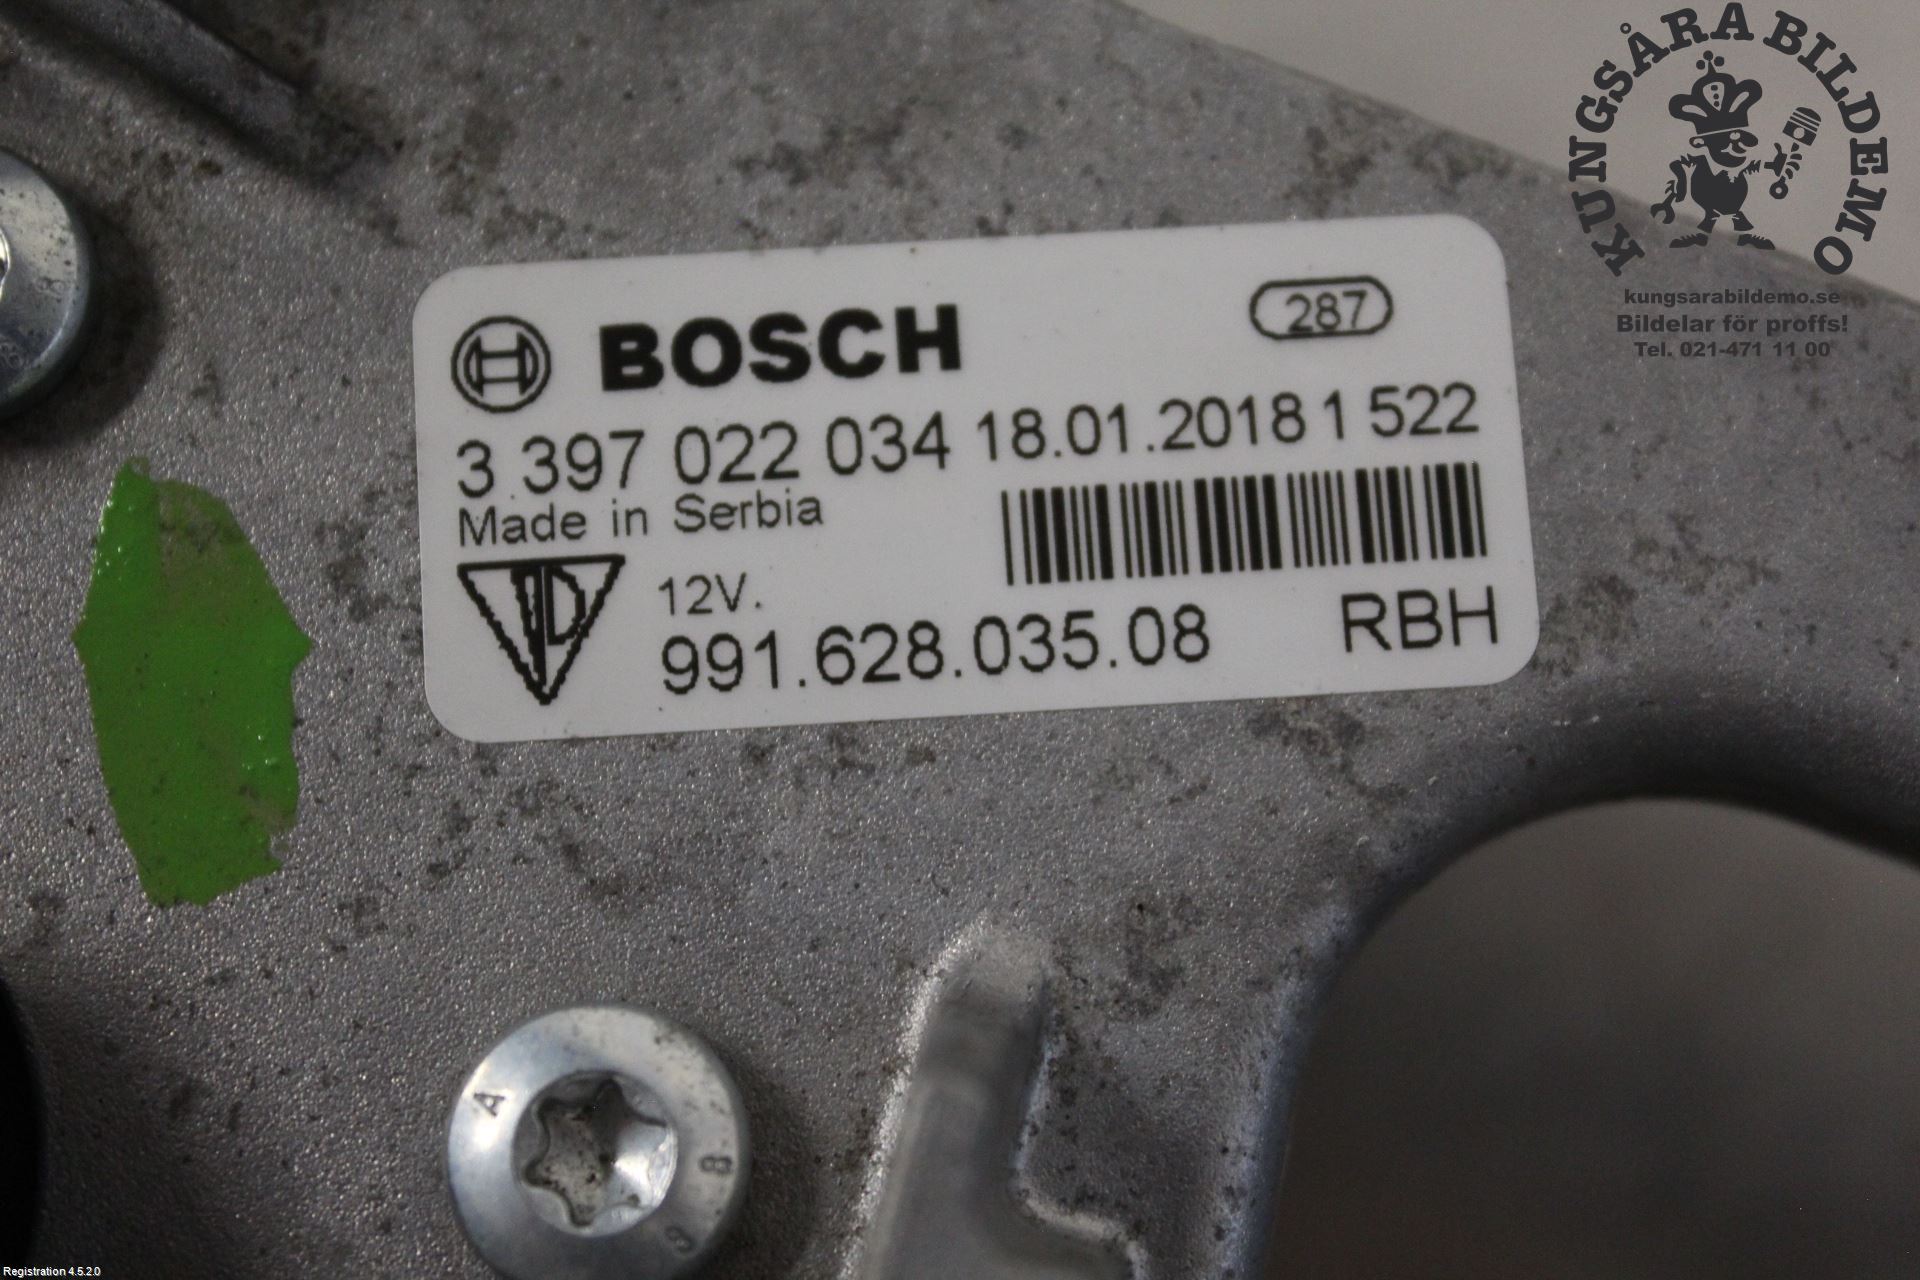 KUNGSÅRA BILDEMO
kungsarabildemo.se
Bildelar för proffs!
Tel. 021-471 11 00
BOSCH
287
3 397 022 034 18.01.2018 1 522
Made in Serbia
12V.
991.628.035.08 RBH
A
8
Registration 4.5.2.0